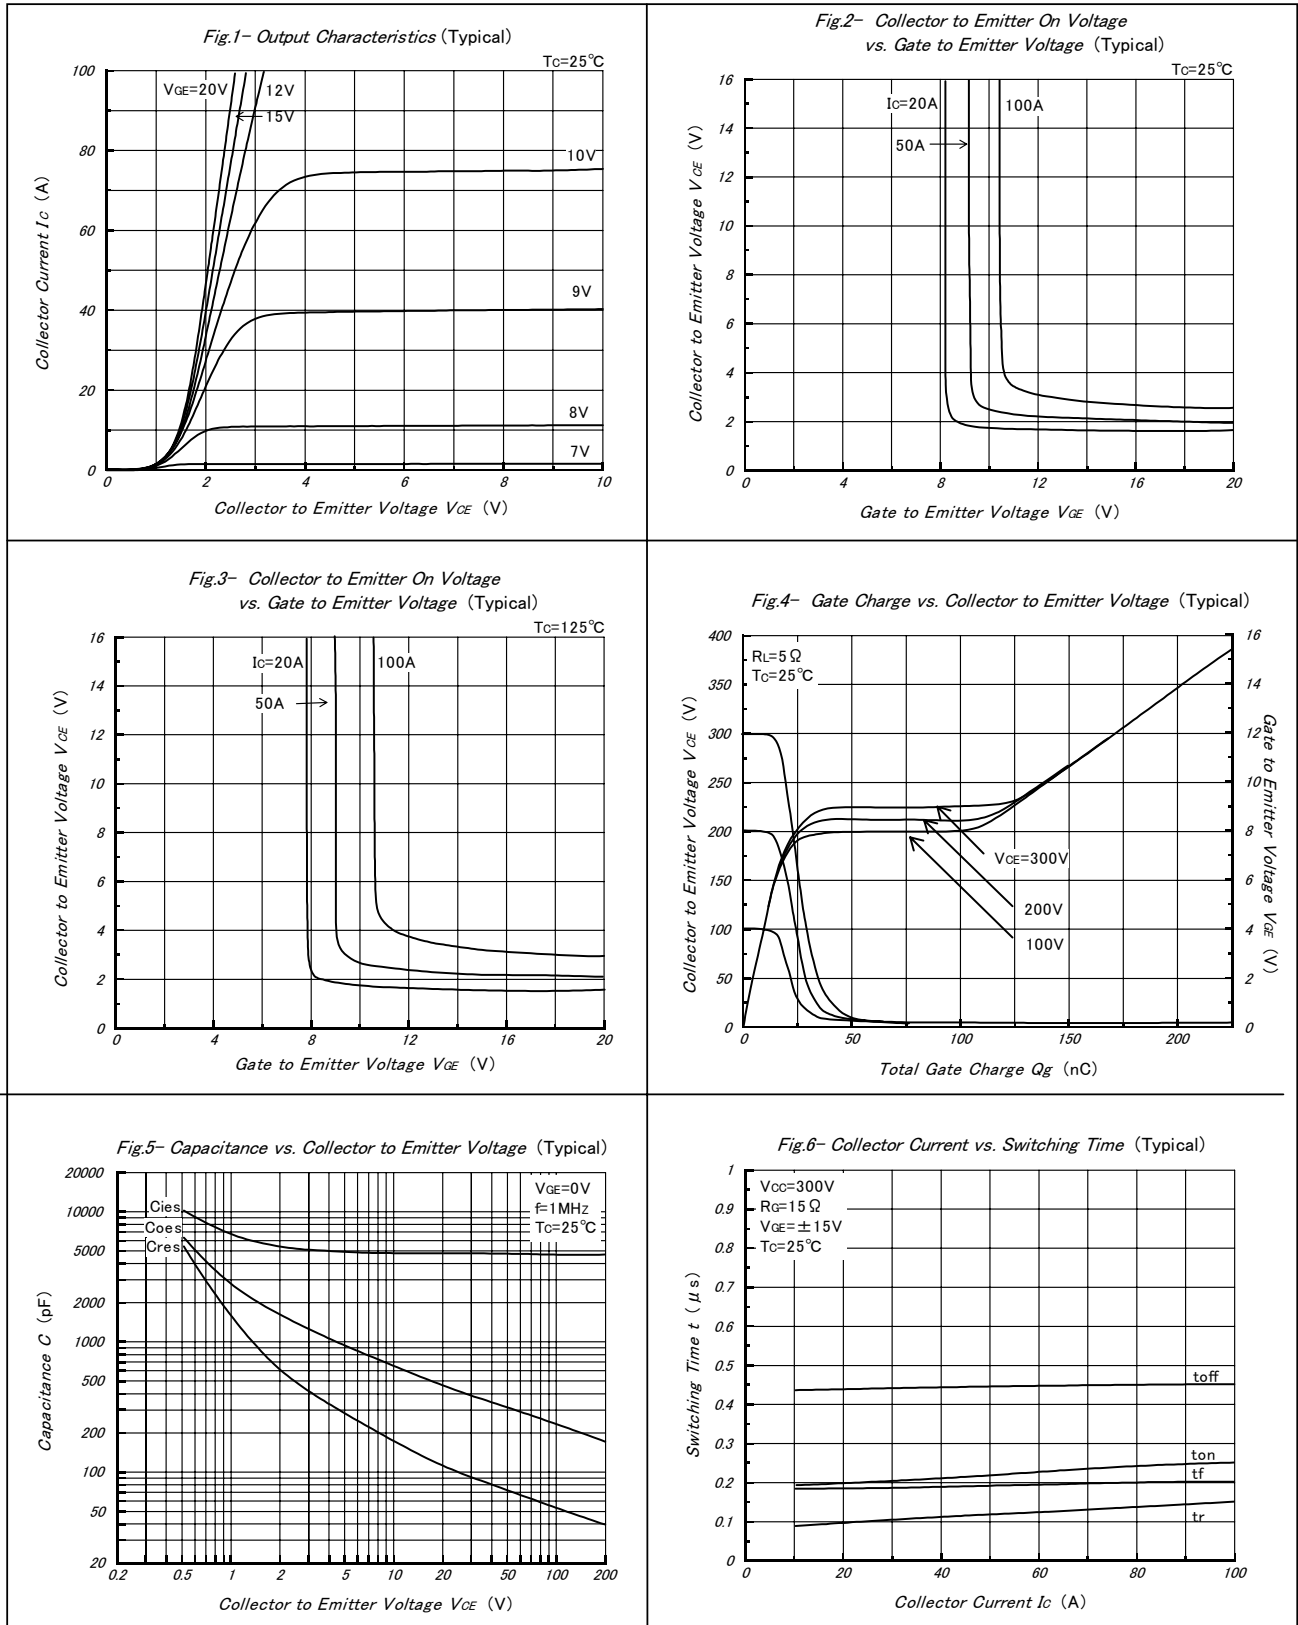 Fig.1- Output Characteristics (Typical)
TC=25℃
100
80
60
40
20
0
VGE=20V
12V
15V
10V
9V
8V
7V
0 2 4 6 8 10
Collector Current IC (A)
Collector to Emitter Voltage VCE (V)
Fig.2- Collector to Emitter On Voltage
vs. Gate to Emitter Voltage (Typical)
TC=25℃
16
14
12
10
8
6
4
2
0
IC=20A
100A
50A
0 4 8 12 16 20
Collector to Emitter Voltage VCE (V)
Gate to Emitter Voltage VGE (V)
Fig.3- Collector to Emitter On Voltage
vs. Gate to Emitter Voltage (Typical)
TC=125℃
16
14
12
10
8
6
4
2
0
IC=20A
100A
50A
0 4 8 12 16 20
Collector to Emitter Voltage VCE (V)
Gate to Emitter Voltage VGE (V)
Fig.4- Gate Charge vs. Collector to Emitter Voltage (Typical)
RL=5Ω
TC=25℃
400
350
300
250
200
150
100
50
0
16
14
12
10
8
6
4
2
0
VCE=300V
200V
100V
0 50 100 150 200
Collector to Emitter Voltage VCE (V)
Gate to Emitter Voltage VGE (V)
Total Gate Charge Qg (nC)
Fig.5- Capacitance vs. Collector to Emitter Voltage (Typical)
VGE=0V
f=1MHZ
TC=25℃
20000
10000
5000
2000
1000
500
200
100
50
20
Cies
Coes
Cres
0.2 0.5 1 2 5 10 20 50 100 200
Capacitance C (pF)
Collector to Emitter Voltage VCE (V)
Fig.6- Collector Current vs. Switching Time (Typical)
VCC=300V
RG=15Ω
VGE=±15V
TC=25℃
1
0.9
0.8
0.7
0.6
0.5
0.4
0.3
0.2
0.1
0
toff
ton
tf
tr
0 20 40 60 80 100
Switching Time t (μs)
Collector Current IC (A)